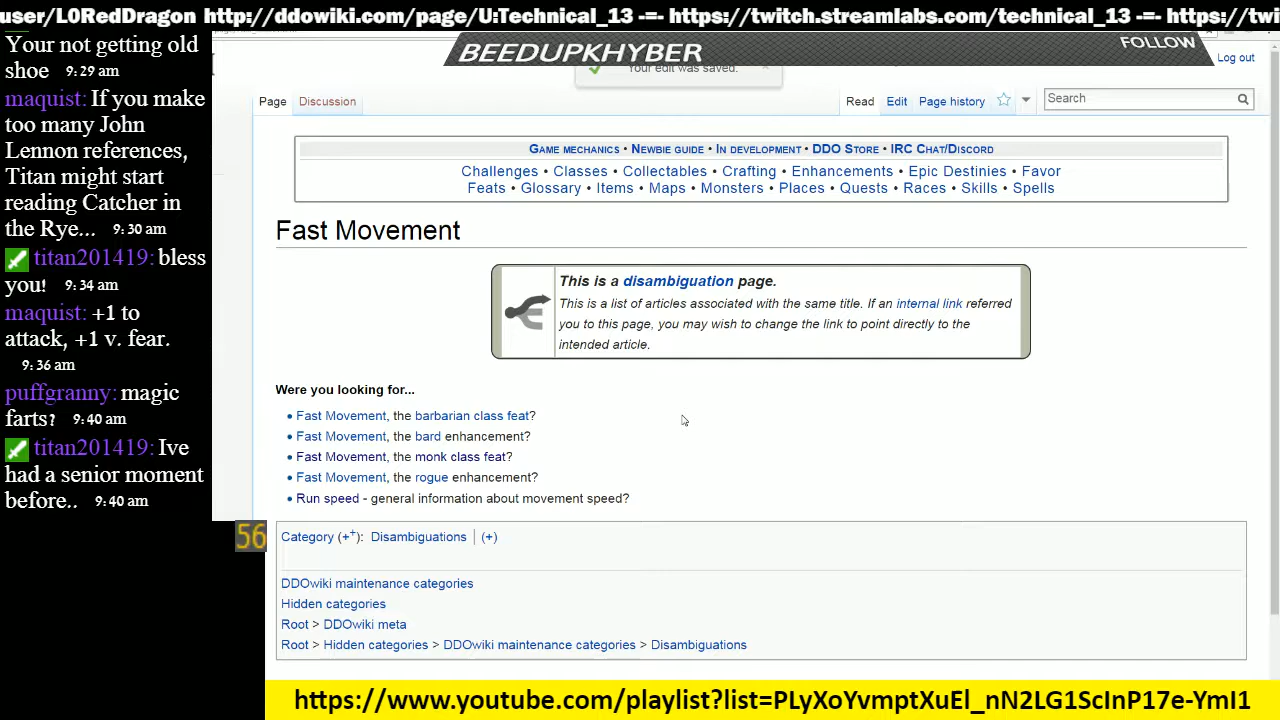 user/L0RedDragon http://ddowiki.com/page/U:Technical_13 -=- https://twitch.streamlabs.com/technical_13 -=- https://twi
Your not getting old
shoe 9:29 am
maquist: If you make
too many John
Lennon references,
Titan might start
reading Catcher in
the Rye... 9:30 am
titan201419: bless
you! 9:34 am
maquist: +1 to
attack, +1 v. fear.
9:36 am
puffgranny: magic
farts? 9:40 am
titan201419: Ive
had a senior moment
before.. 9:40 am
BEEDUPKHYBER
FOLLOW
Your edit was saved.
Log out
Page Discussion Read Edit Page history Search
Game mechanics • Newbie guide • In development • DDO Store • IRC Chat/Discord
Challenges • Classes • Collectables • Crafting • Enhancements • Epic Destinies • Favor
Feats • Glossary • Items • Maps • Monsters • Places • Quests • Races • Skills • Spells
Fast Movement
This is a disambiguation page.
This is a list of articles associated with the same title. If an internal link referred
you to this page, you may wish to change the link to point directly to the
intended article.
Were you looking for...
Fast Movement, the barbarian class feat?
Fast Movement, the bard enhancement?
Fast Movement, the monk class feat?
Fast Movement, the rogue enhancement?
Run speed - general information about movement speed?
56
Category (++): Disambiguations (+)
DDOwiki maintenance categories
Hidden categories
Root > DDOwiki meta
Root > Hidden categories > DDOwiki maintenance categories > Disambiguations
https://www.youtube.com/playlist?list=PLyXoYvmptXuEl_nN2LG1ScInP17e-YmI1